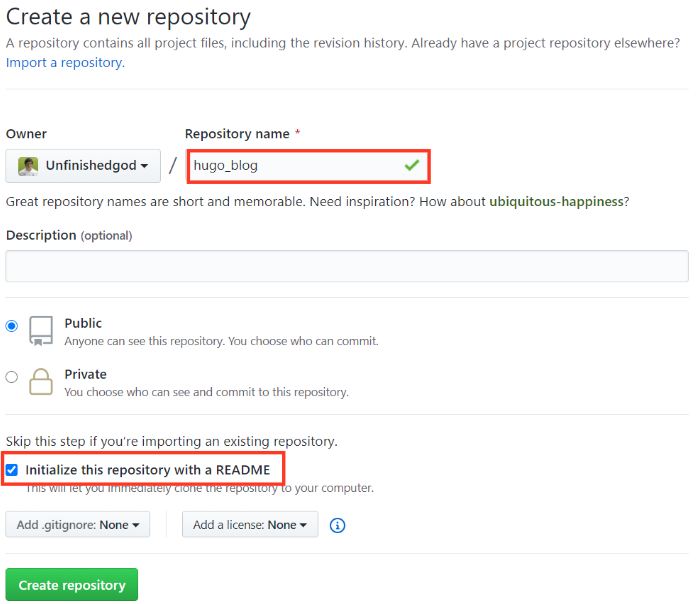 Create a new repository
A repository contains all project files, including the revision history. Already have a project repository elsewhere?
Import a repository.
Owner
Repository name *
Unfinishedgod
/
hugo_blog
Great repository names are short and memorable. Need inspiration? How about ubiquitous-happiness?
Description (optional)
Public
Anyone can see this repository. You choose who can commit.
Private
You choose who can see and commit to this repository.
Skip this step if you're importing an existing repository.
Initialize this repository with a README
This will let you immediately clone the repository to your computer.
Add .gitignore: None
Add a license: None
Create repository